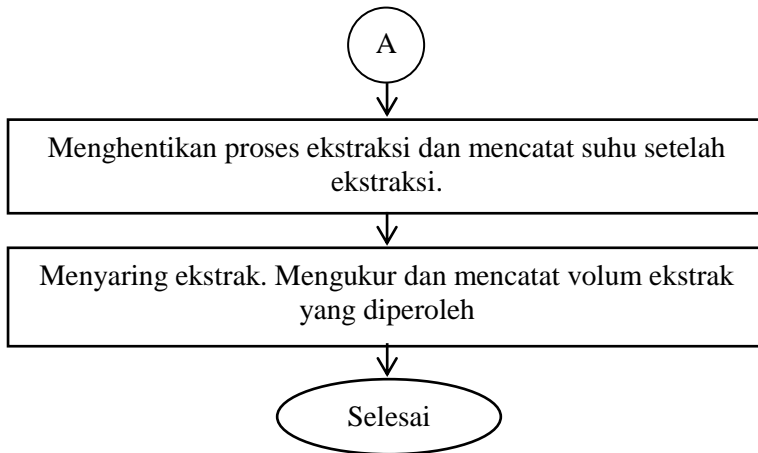 A
Menghentikan proses ekstraksi dan mencatat suhu setelah
ekstraksi.
Menyaring ekstrak. Mengukur dan mencatat volum ekstrak
yang diperoleh
Selesai